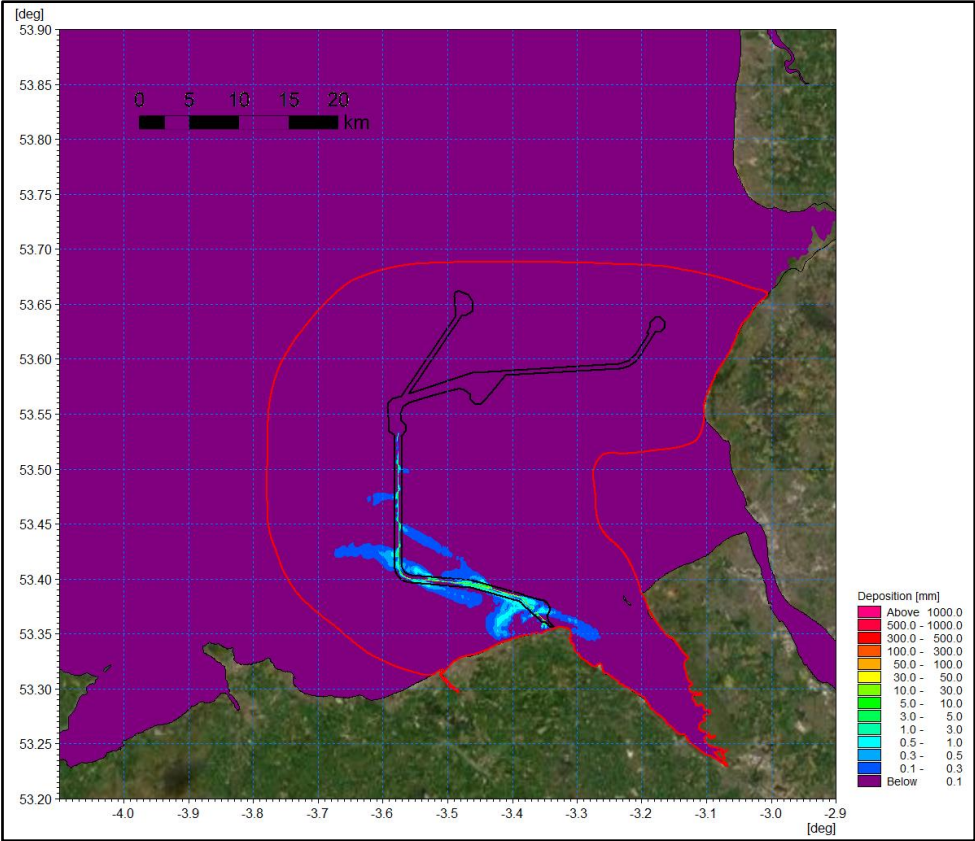 [deg]
53.90
53.85
53.80
53.75
53.70
53.65
53.60
53.55
53.50
53.45
53.40
53.35
53.30
53.25
53.20
0 5 10 15 20
km
Deposition [mm]
Above 1000.0
500.0 - 1000.0
300.0 - 500.0
100.0 - 300.0
50.0 - 100.0
30.0 - 50.0
10.0 - 30.0
5.0 - 10.0
3.0 - 5.0
1.0 - 3.0
0.5 - 1.0
0.3 - 0.5
0.1 - 0.3
Below 0.1
-4.0 -3.9 -3.8 -3.7 -3.6 -3.5 -3.4 -3.3 -3.2 -3.1 -3.0 -2.9
[deg]